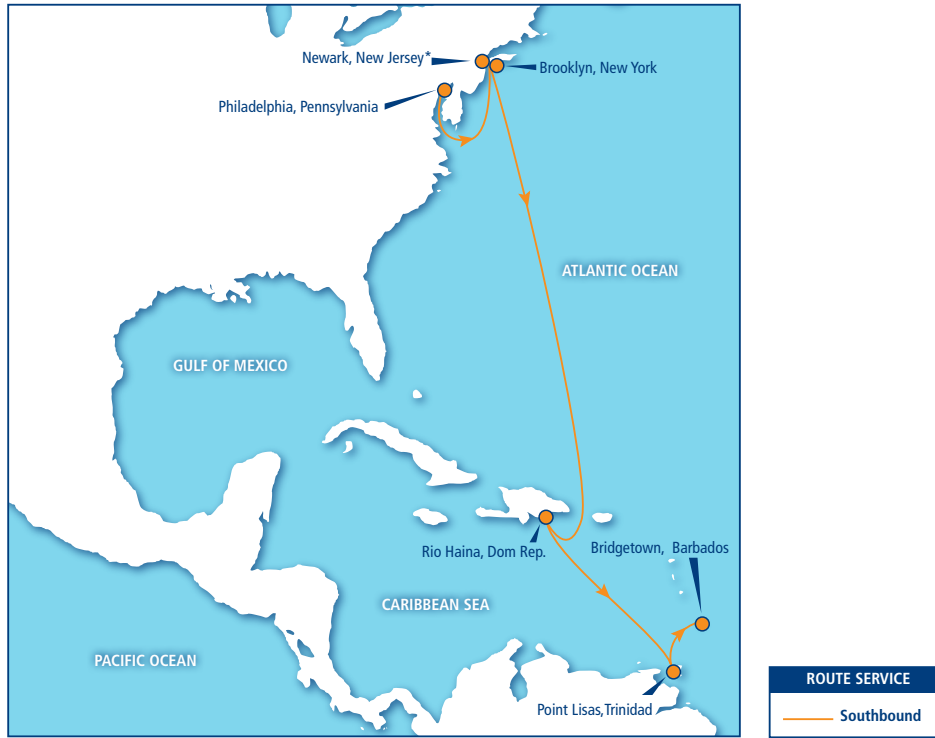 Newark, New Jersey*
Brooklyn, New York
Philadelphia, Pennsylvania
ATLANTIC OCEAN
GULF OF MEXICO
Rio Haina, Dom Rep.
Bridgetown, Barbados
CARIBBEAN SEA
PACIFIC OCEAN
Point Lisas,Trinidad
ROUTE SERVICE
Southbound